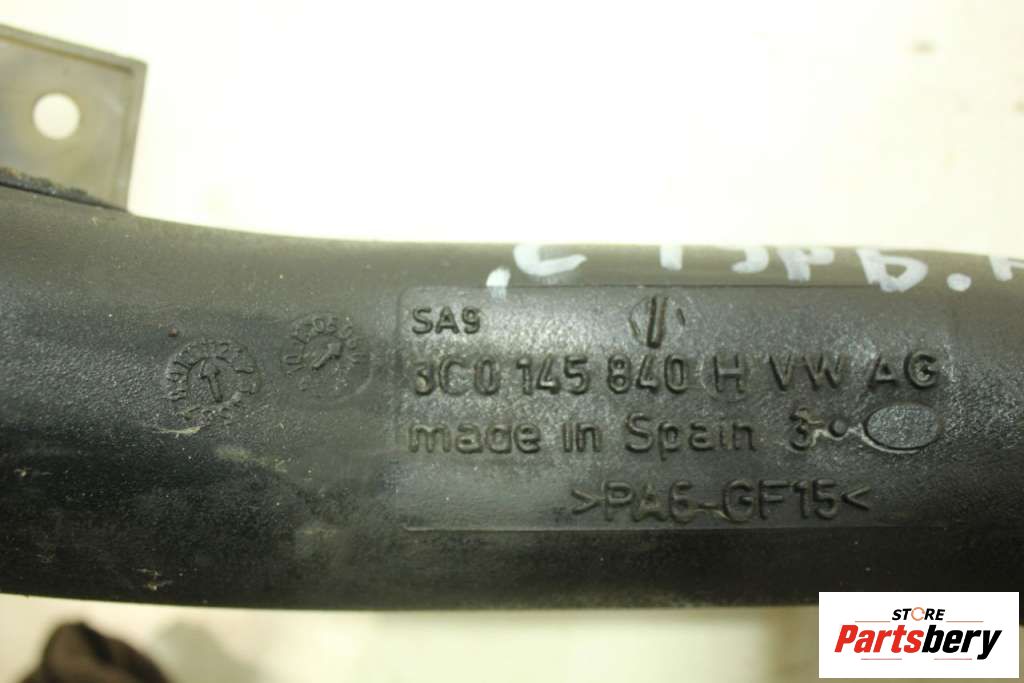 SA9
3C0 145 840 H VW AG
made in Spain 3
>PA6-GF15<
STORE
Partsbery